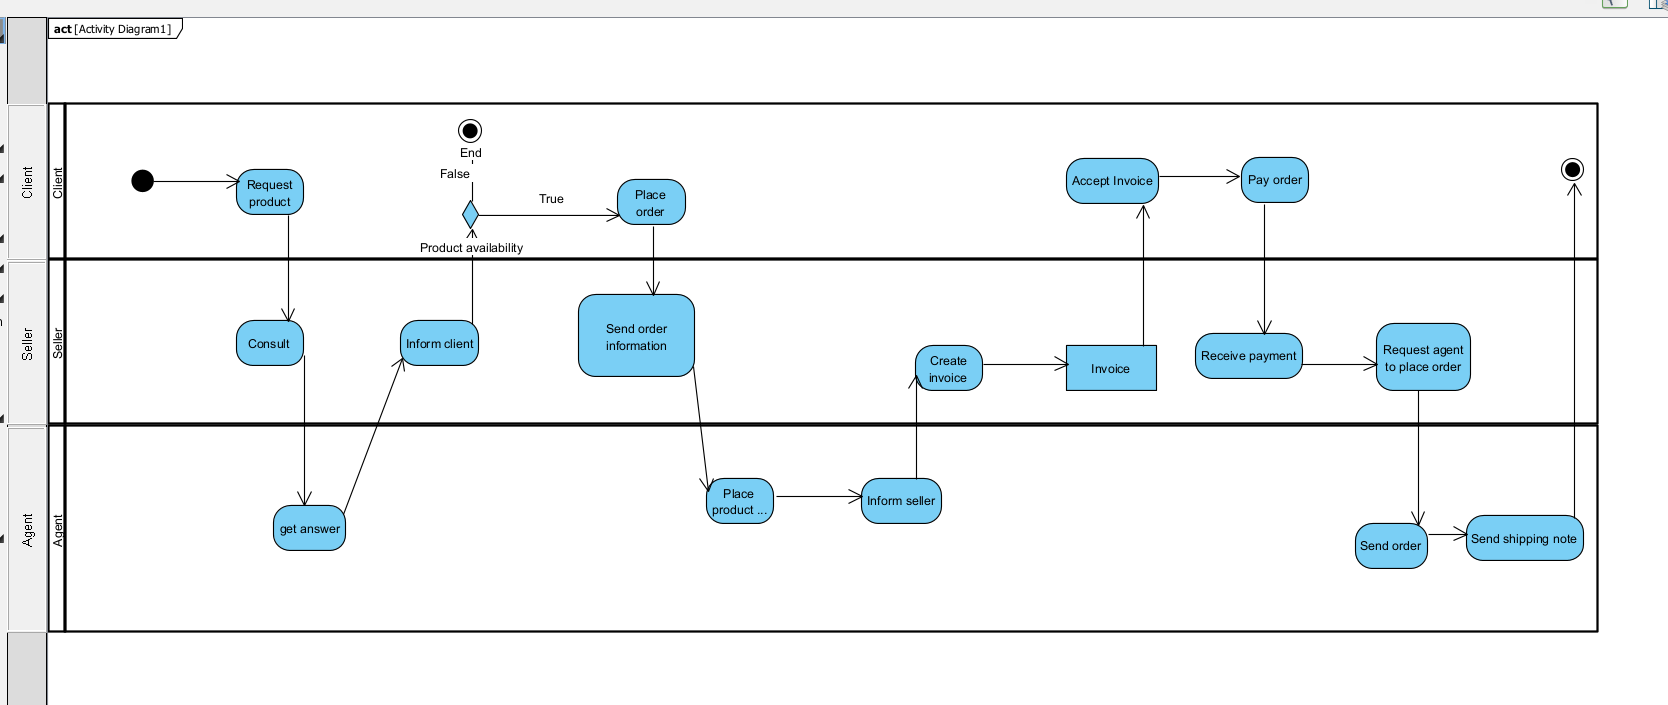 act [Activity Diagram1]
Client
Client
End
False
True
Product availability
Request
product
Place
order
Accept Invoice
Pay order
Seller
Seller
Consult
Inform client
Send order
information
Create
invoice
Invoice
Receive payment
Request agent
to place order
Agent
Agent
get answer
Place
product ...
Inform seller
Send order
Send shipping note